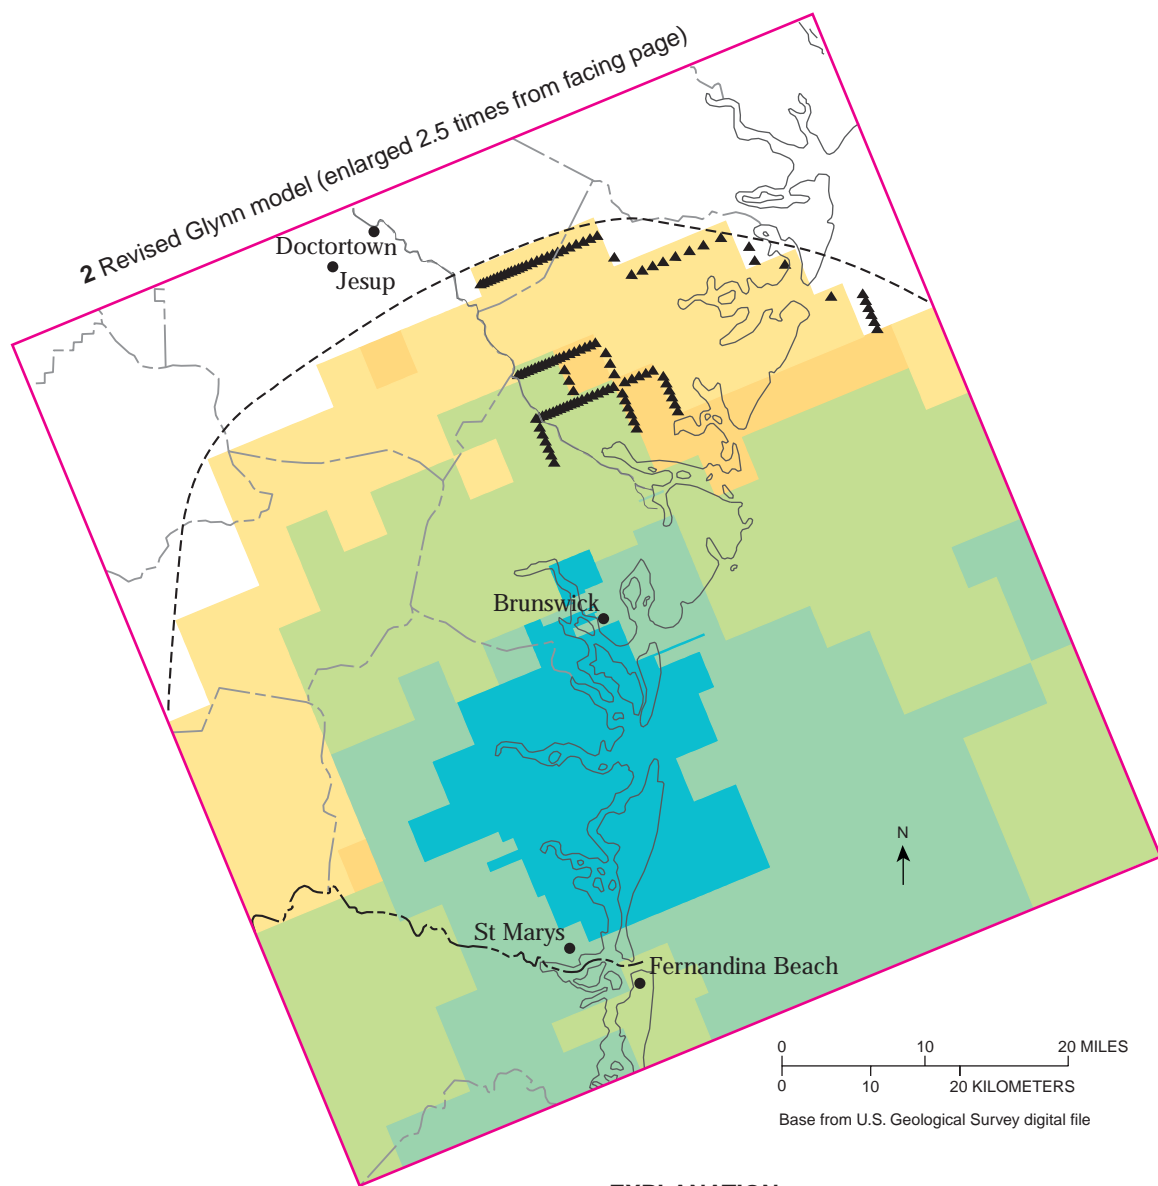 2 Revised Glynn model (enlarged 2.5 times from facing page)
Doctortown
Jesup
Brunswick
N
St Marys
Fernandina Beach
0 10 20 MILES
0 10 20 KILOMETERS
Base from U.S. Geological Survey digital file
EXPLANATION